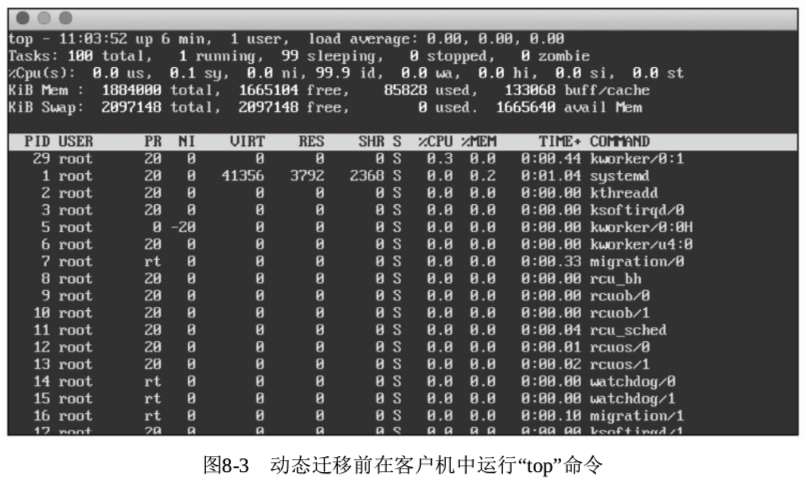 top - 11:03:52 up 6 min,  1 user,  load average: 0.00, 0.00, 0.00
Tasks: 100 total,   1 running,  99 sleeping,   0 stopped,   0 zombie
%Cpu(s):  0.0 us,  0.1 sy,  0.0 ni, 99.9 id,  0.0 wa,  0.0 hi,  0.0 si,  0.0 st
KiB Mem :  1884000 total,  1665104 free,    85828 used,   133068 buff/cache
KiB Swap:  2097148 total,  2097148 free,        0 used.  1665640 avail Mem
PID USER PR NI VIRT RES SHR S %CPU %MEM TIME+ COMMAND
29 root 20 0 0 0 0 S 0.3 0.0 0:00.44 kworker/0:1
1 root 20 0 41356 3792 2368 S 0.0 0.2 0:01.04 systemd
2 root 20 0 0 0 0 S 0.0 0.0 0:00.00 kthreadd
3 root 20 0 0 0 0 S 0.0 0.0 0:00.00 ksoftirqd/0
5 root 0 -20 0 0 0 S 0.0 0.0 0:00.00 kworker/0:0H
6 root 20 0 0 0 0 S 0.0 0.0 0:00.00 kworker/u4:0
7 root rt 0 0 0 0 S 0.0 0.0 0:00.33 migration/0
8 root 20 0 0 0 0 S 0.0 0.0 0:00.00 rcu_bh
9 root 20 0 0 0 0 S 0.0 0.0 0:00.00 rcuob/0
10 root 20 0 0 0 0 S 0.0 0.0 0:00.00 rcuob/1
11 root 20 0 0 0 0 S 0.0 0.0 0:00.04 rcu_sched
12 root 20 0 0 0 0 S 0.0 0.0 0:00.01 rcuos/0
13 root 20 0 0 0 0 S 0.0 0.0 0:00.02 rcuos/1
14 root rt 0 0 0 0 S 0.0 0.0 0:00.00 watchdog/0
15 root rt 0 0 0 0 S 0.0 0.0 0:00.00 watchdog/1
16 root rt 0 0 0 0 S 0.0 0.0 0:00.10 migration/1
17 root 20 0 0 0 0 S 0.0 0.0 0:00.00 ksoftirqd/1
图8-3 动态迁移前在客户机中运行“top”命令